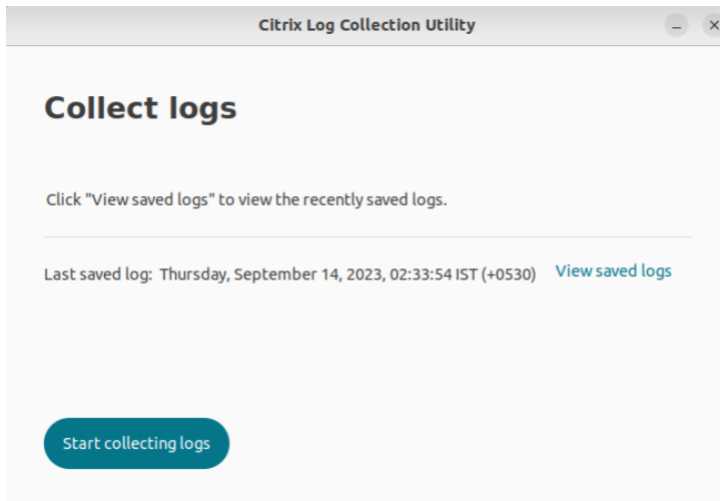 Citrix Log Collection Utility
Collect logs
Click "View saved logs" to view the recently saved logs.
Last saved log: Thursday, September 14, 2023, 02:33:54 IST (+0530) View saved logs
Start collecting logs